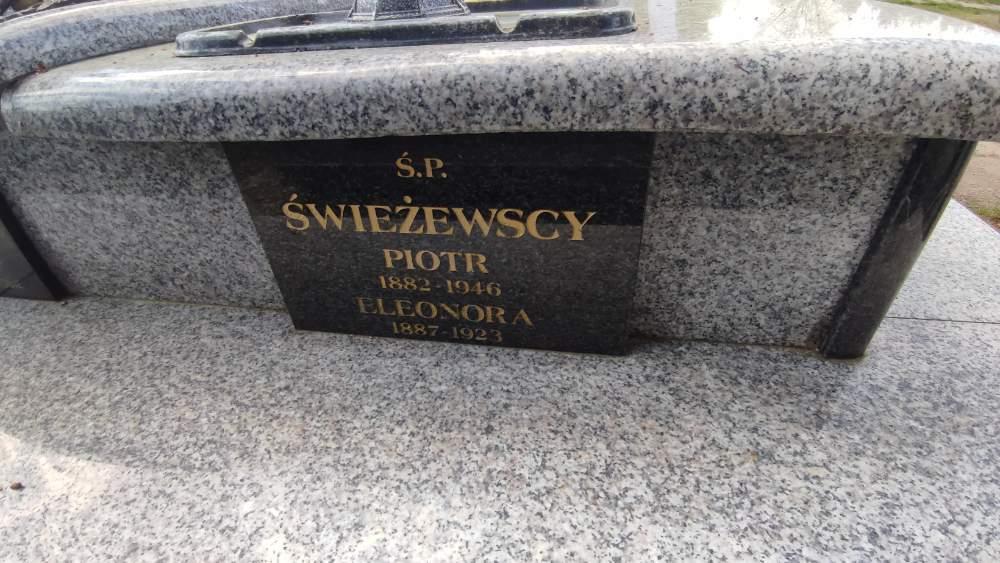 Ś.P.
ŚWIEŻEWSCY
PIOTR
1882-1946
ELEONORA
1887-1923